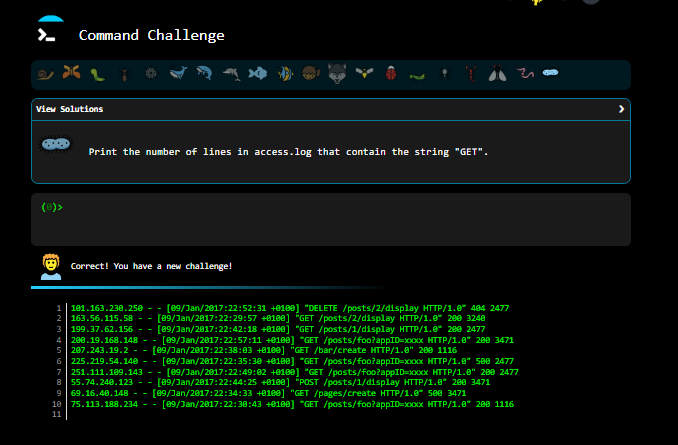 >_ Command Challenge
View Solutions
Print the number of lines in access.log that contain the string "GET".
(0)>
Correct! You have a new challenge!
1 101.163.230.250 - - [09/Jan/2017:22:52:31 +0100] "DELETE /posts/2/display HTTP/1.0" 404 2477
2 163.56.115.58 - - [09/Jan/2017:22:29:57 +0100] "GET /posts/2/display HTTP/1.0" 200 3240
3 199.37.62.156 - - [09/Jan/2017:22:42:18 +0100] "GET /posts/1/display HTTP/1.0" 200 2477
4 200.19.168.148 - - [09/Jan/2017:22:57:11 +0100] "GET /posts/foo?appID=xxxx HTTP/1.0" 200 3471
5 207.243.19.2 - - [09/Jan/2017:22:38:03 +0100] "GET /bar/create HTTP/1.0" 200 1116
6 225.219.54.140 - - [09/Jan/2017:22:35:30 +0100] "GET /posts/foo?appID=xxxx HTTP/1.0" 500 2477
7 251.111.109.143 - - [09/Jan/2017:22:49:02 +0100] "GET /posts/foo?appID=xxxx HTTP/1.0" 200 2477
8 55.74.240.123 - - [09/Jan/2017:22:44:25 +0100] "POST /posts/1/display HTTP/1.0" 200 3471
9 69.16.40.148 - - [09/Jan/2017:22:34:33 +0100] "GET /pages/create HTTP/1.0" 500 3471
10 75.113.188.234 - - [09/Jan/2017:22:30:43 +0100] "GET /posts/foo?appID=xxxx HTTP/1.0" 200 1116
11